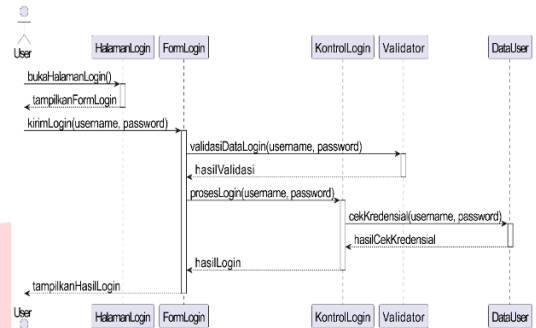 User
HalamanLogin
FormLogin
KontrolLogin
Validator
DataUser
bukaHalamanLogin()
tampilkanFormLogin
kirimLogin(username, password)
validasiDataLogin(username, password)
hasilValidasi
prosesLogin(username, password)
cekKredensial(username, password)
hasilCekKredensial
hasilLogin
tampilkanHasilLogin
User
HalamanLogin
FormLogin
KontrolLogin
Validator
DataUser